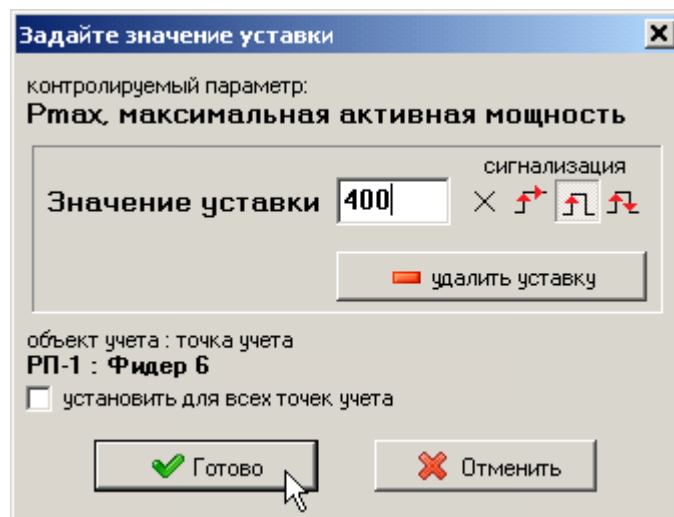 Задайте значение уставки
контролируемый параметр:
Pmax, максимальная активная мощность
сигнализация
Значение уставки 400
удалить уставку
объект учета : точка учета
РП-1 : Фидер 6
установить для всех точек учета
Готово Отменить